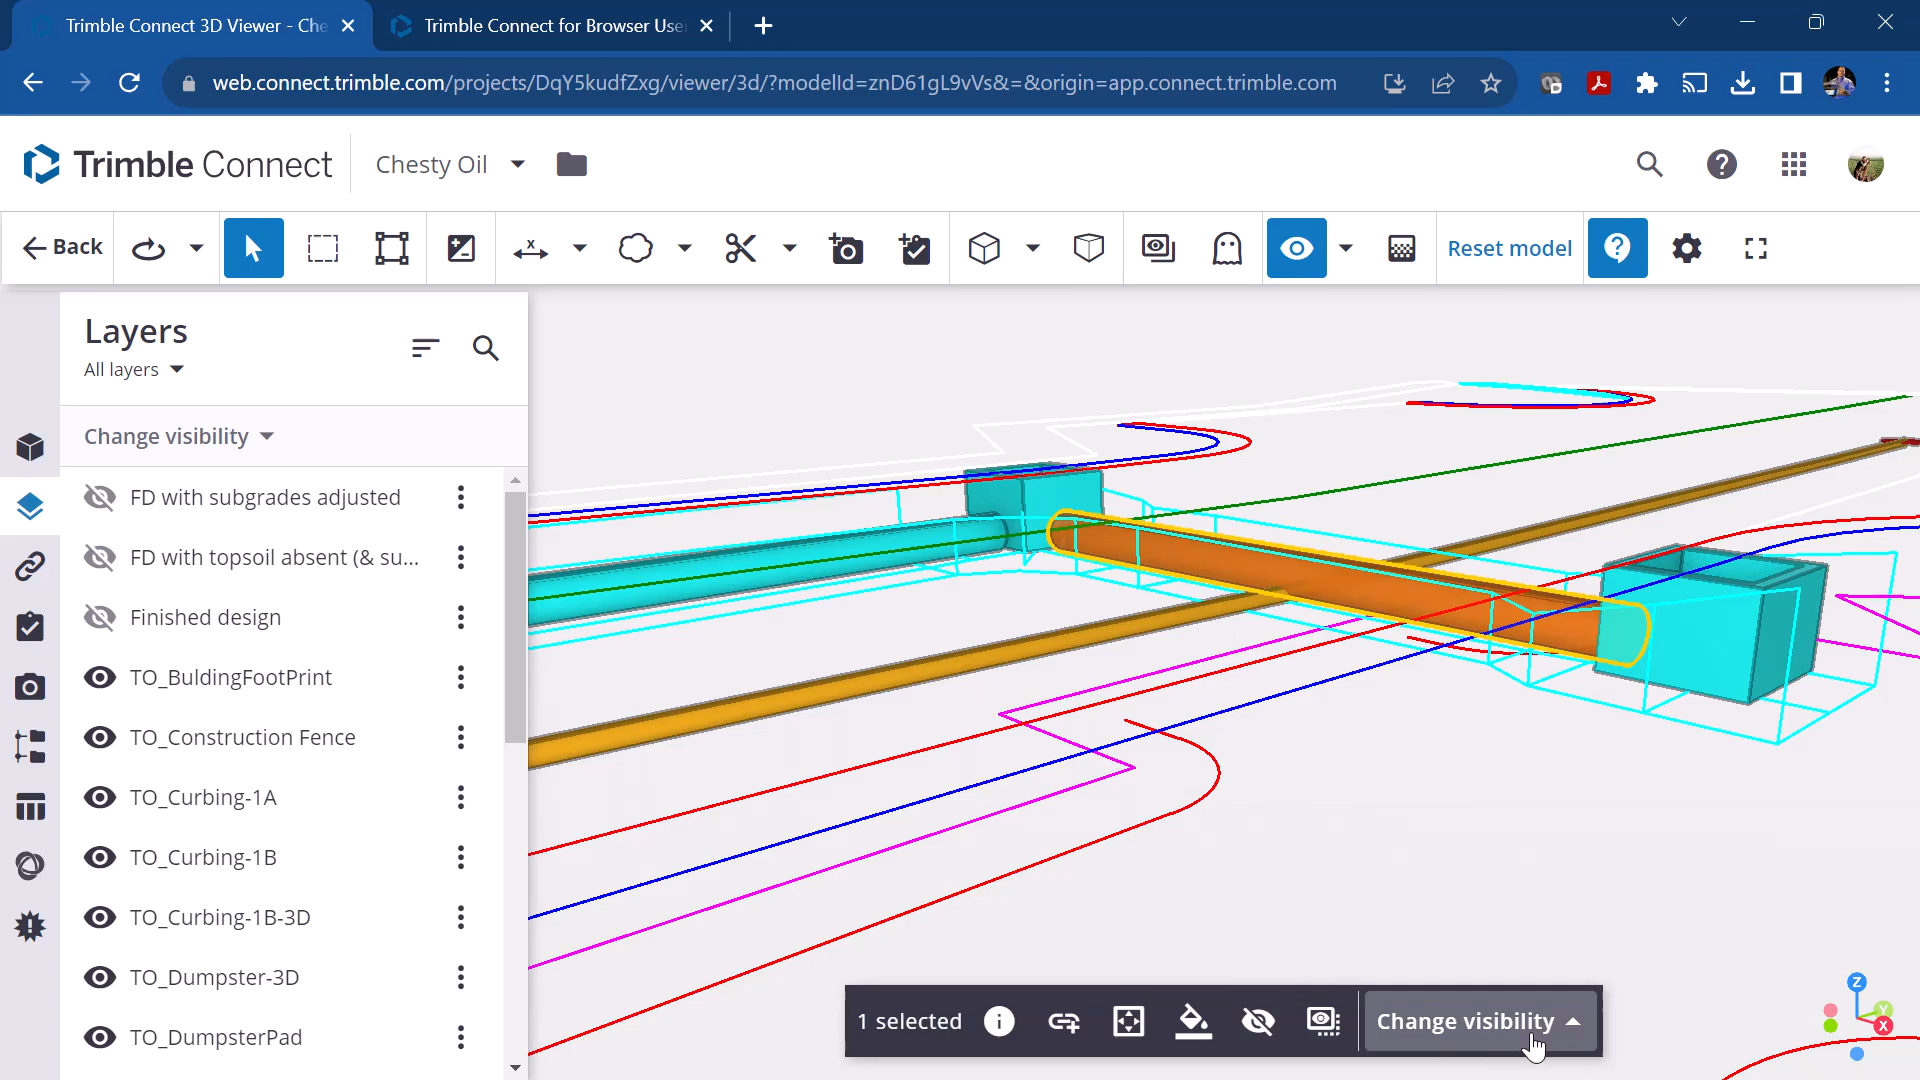 Trimble Connect 3D Viewer - Che
Trimble Connect for Browser Use
web.connect.trimble.com/projects/DqY5kudfZxg/viewer/3d/?modelId=znD61gL9vVs&=&origin=app.connect.trimble.com
Trimble Connect
Chesty Oil
Back
x
Reset model
Layers
All layers
Change visibility
FD with subgrades adjusted
FD with topsoil absent (& su...
Finished design
TO_BuldingFootPrint
TO_Construction Fence
TO_Curbing-1A
TO_Curbing-1B
TO_Curbing-1B-3D
TO_Dumpster-3D
TO_DumpsterPad
1 selected
Change visibility
Z
Y
X